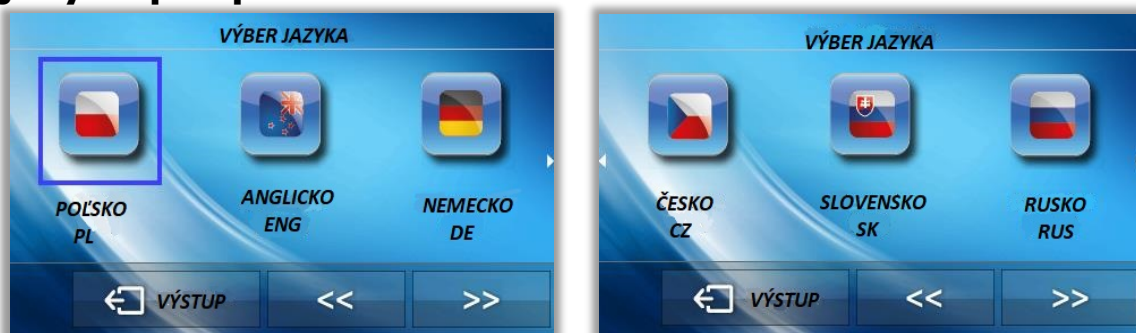 VÝBER JAZYKA
POĽSKO
PL
ANGLICKO
ENG
NEMECKO
DE
VÝSTUP
<<
>>
VÝBER JAZYKA
ČESKO
CZ
SLOVENSKO
SK
RUSKO
RUS
VÝSTUP
<<
>>